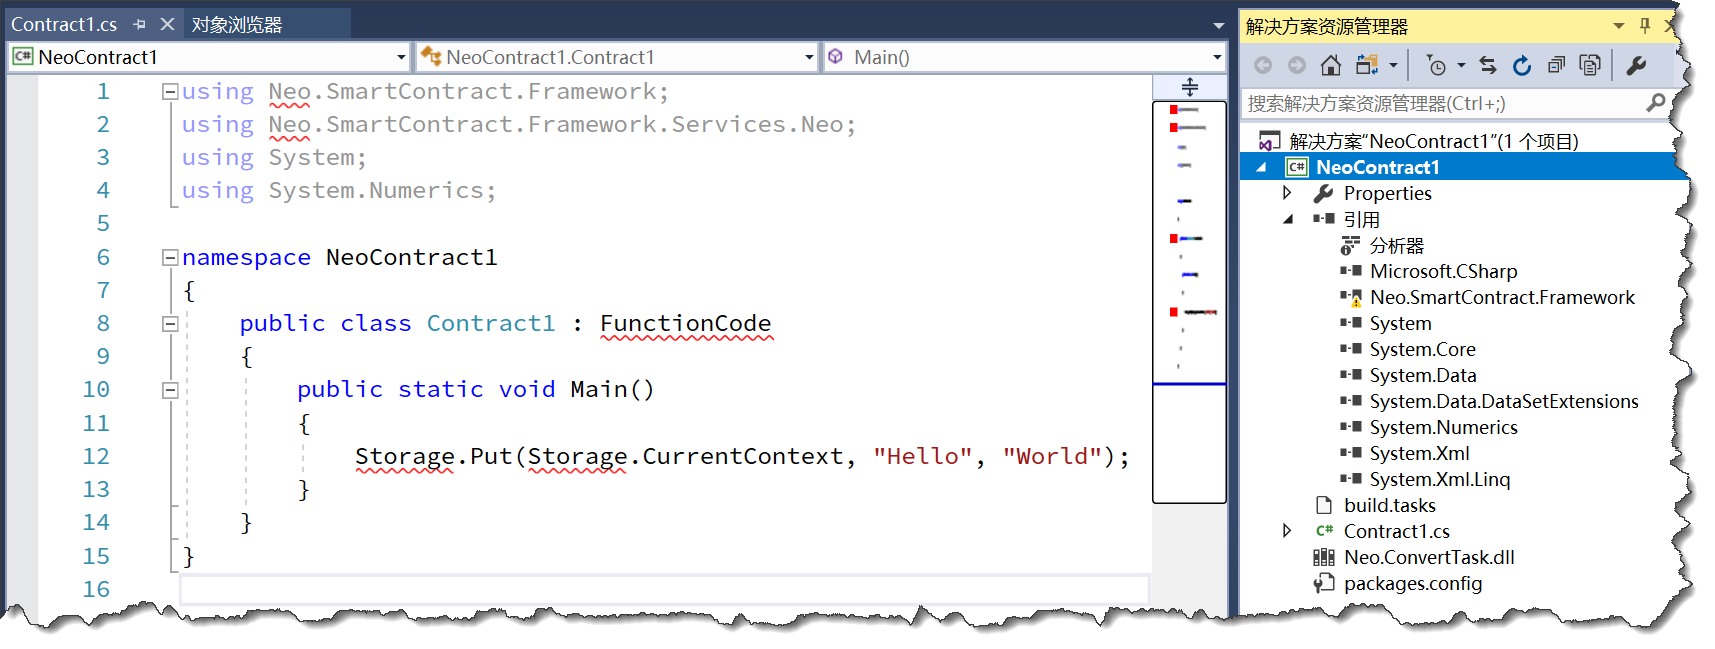 Contract1.cs
对象浏览器
NeoContract1
NeoContract1.Contract1
Main()
1 using Neo.SmartContract.Framework;
2 using Neo.SmartContract.Framework.Services.Neo;
3 using System;
4 using System.Numerics;
5
6 namespace NeoContract1
7 {
8 public class Contract1 : FunctionCode
9 {
10 public static void Main()
11 {
12 Storage.Put(Storage.CurrentContext, "Hello", "World");
13 }
14 }
15 }
16
解决方案资源管理器
搜索解决方案资源管理器(Ctrl+;)
解决方案"NeoContract1"(1 个项目)
C# NeoContract1
Properties
引用
分析器
Microsoft.CSharp
Neo.SmartContract.Framework
System
System.Core
System.Data
System.Data.DataSetExtensions
System.Numerics
System.Xml
System.Xml.Linq
build.tasks
C# Contract1.cs
Neo.ConvertTask.dll
packages.config